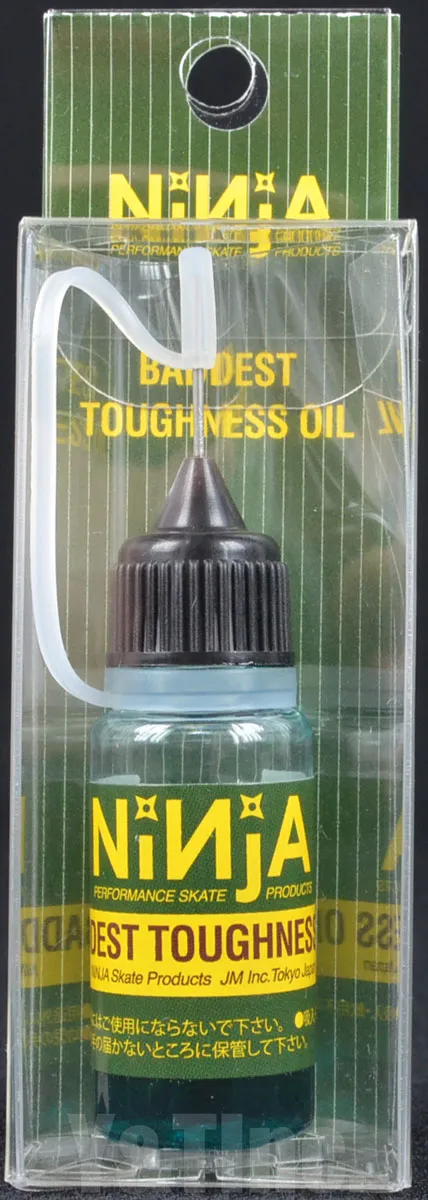 NiNjA
PERFORMANCE SKATE PRODUCTS
BADDEST
TOUGHNESS OIL
NiNjA
PERFORMANCE SKATE PRODUCTS
DEST TOUGHNESS
NINJA Skate Products JM Inc. Tokyo Japan
にはご使用にならないで下さい。●
の届かないところに保管して下さい。